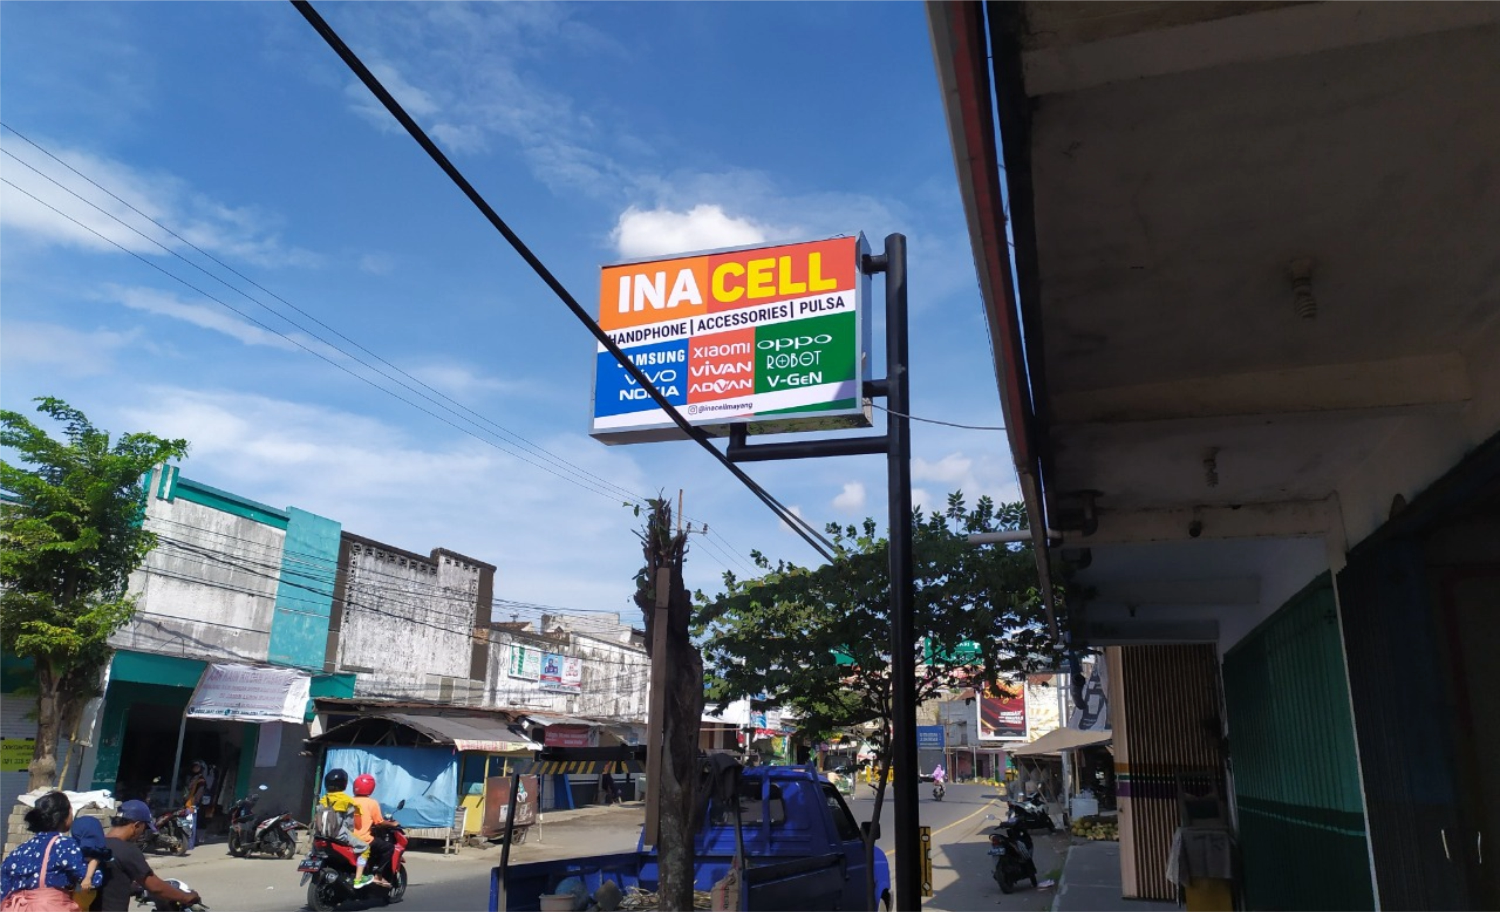 INA CELL
HANDPHONE | ACCESSORIES | PULSA
SAMSUNG
VIVO
NOKIA
XIAOMI
VIVAN
ADVAN
OPPO
ROBOT
V-GeN
@inacellmayang